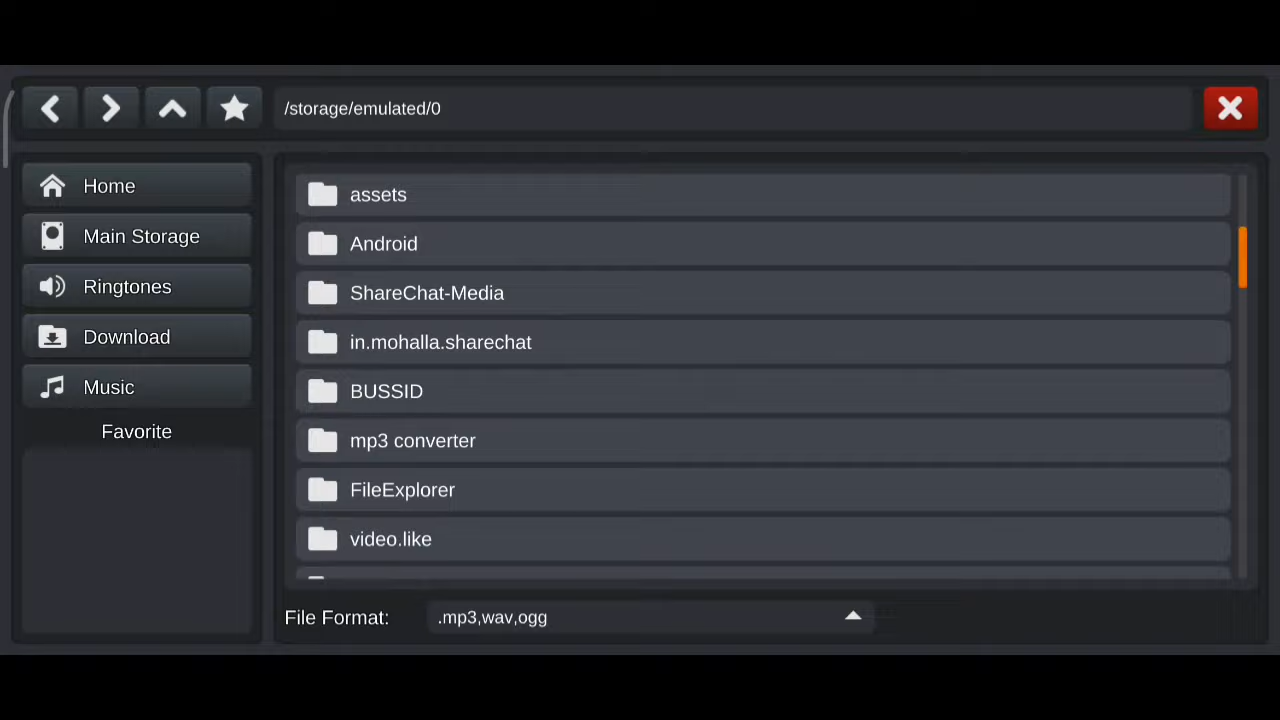 /storage/emulated/0
Home
Main Storage
Ringtones
Download
Music
Favorite
assets
Android
ShareChat-Media
in.mohalla.sharechat
BUSSID
mp3 converter
FileExplorer
video.like
File Format: .mp3,wav,ogg